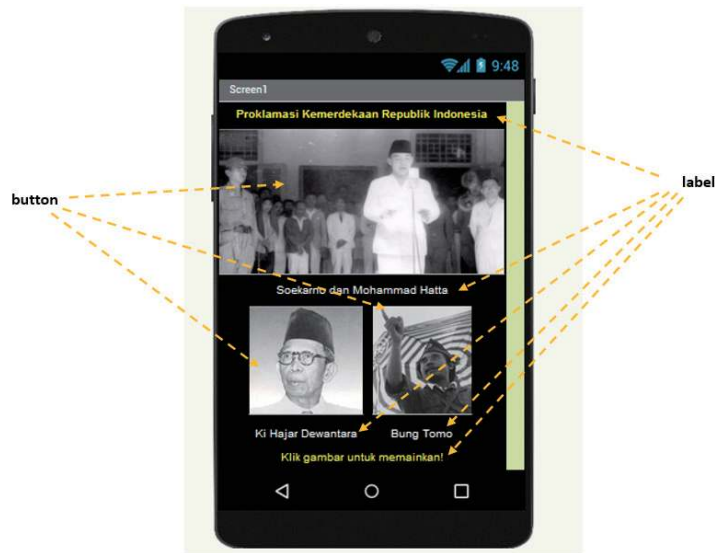 9:48
Screen1
Proklamasi Kemerdekaan Republik Indonesia
button
label
Soekarno dan Mohammad Hatta
Ki Hajar Dewantara
Bung Tomo
Klik gambar untuk memainkan!